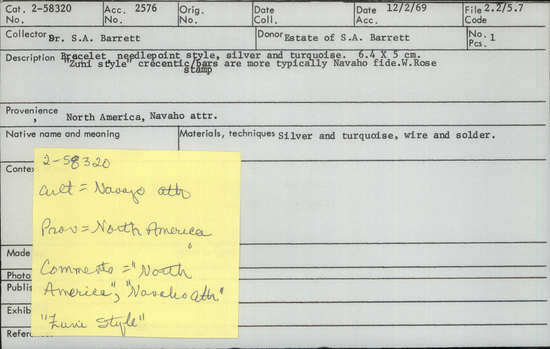 Cat. No. 2-58320 Acc. No. 2576 Orig. No. Date Coll. Acc. Date 12/2/69 File Code 2.2/5.7
Collector Dr. S.A. Barrett Donor Estate of S.A. Barrett No. Pcs. 1
Description Bracelet needlepoint style, silver and turquoise. 6.4 X 5 cm.
"Zuni style" crecentic/bars are more typically Navaho fide.W.Rose
stamp
Provenience North America, Navaho attr.
Native name and meaning Materials, techniques Silver and turquoise, wire and solder.
Contex
Made
Photo
Publis
Exhib
Refere
2-58320
Cult = Navajo attr
Prov = North America
Comments = "North
America", "Navaho attr"
"Zuni Style"